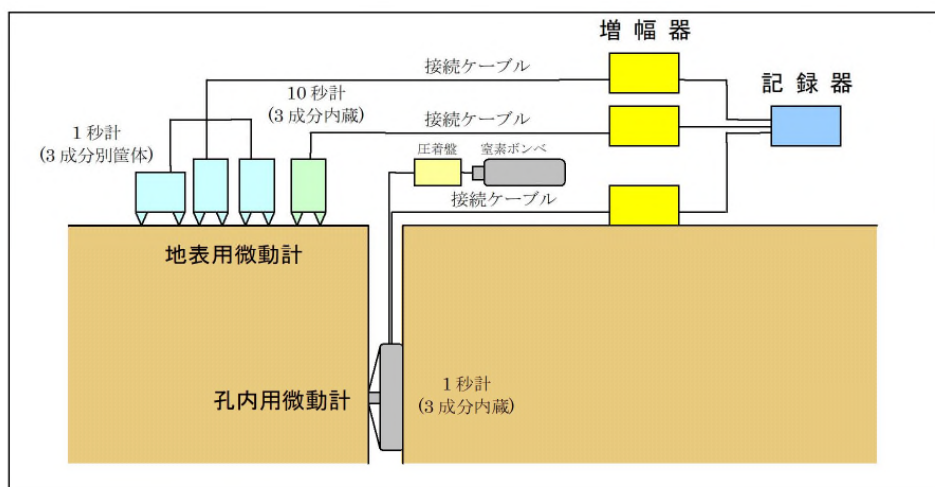 増幅器
接続ケーブル
記録器
10秒計
(3成分内蔵)
接続ケーブル
1秒計
(3成分別筐体)
圧着盤
窒素ボンベ
接続ケーブル
地表用微動計
孔内用微動計
1秒計
(3成分内蔵)